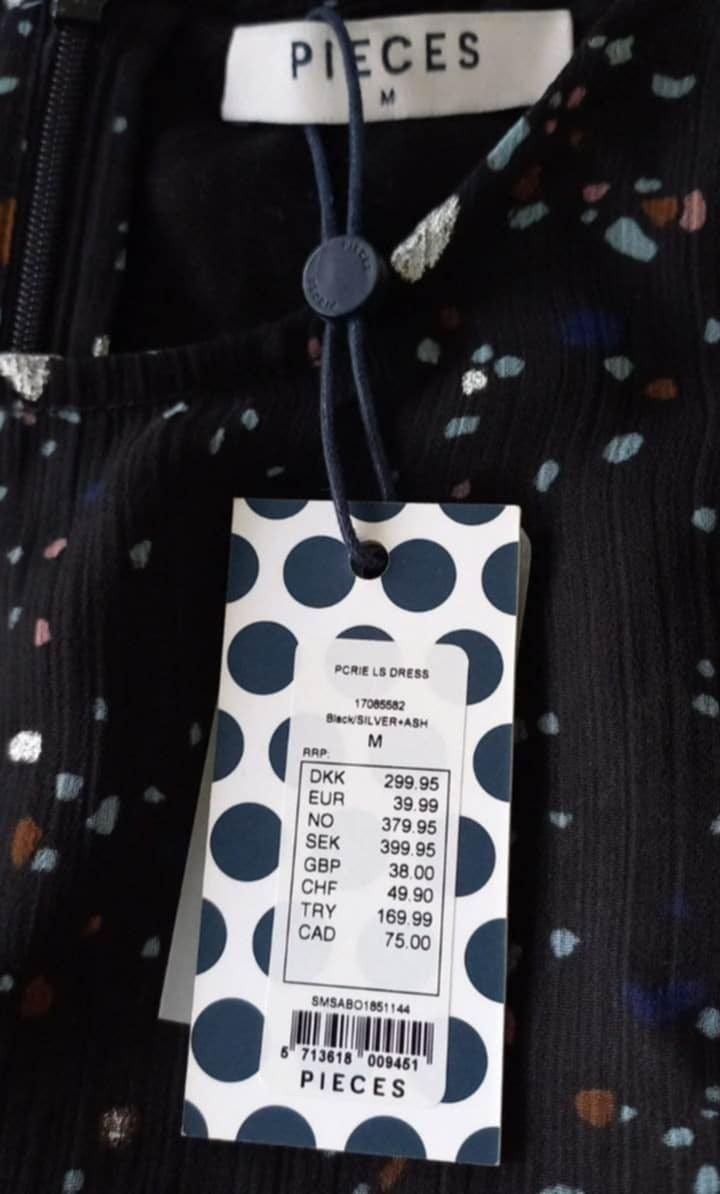 PIECES
M
PCRIE LS DRESS
17085582
Black/SILVER+ASH
M
RRP:
DKK 299.95
EUR 39.99
NO 379.95
SEK 399.95
GBP 38.00
CHF 49.90
TRY 169.99
CAD 75.00
SMSABO1851144
5 713618 009451
PIECES